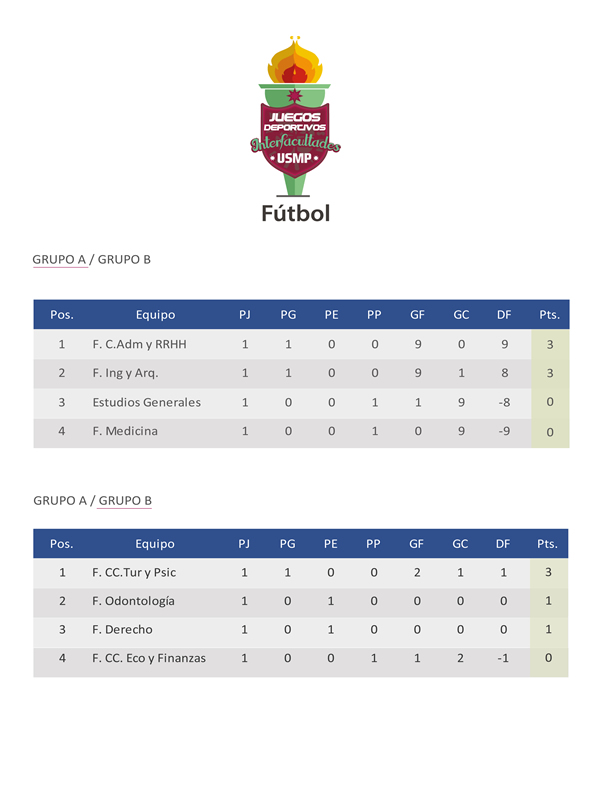 JUEGOS
DEPORTIVOS
Interfacultades
USMP
Fútbol
GRUPO A / GRUPO B
Pos. Equipo PJ PG PE PP GF GC DF Pts.
1 F. C.Adm y RRHH 1 1 0 0 9 0 9 3
2 F. Ing y Arq. 1 1 0 0 9 1 8 3
3 Estudios Generales 1 0 0 1 1 9 -8 0
4 F. Medicina 1 0 0 1 0 9 -9 0
GRUPO A / GRUPO B
Pos. Equipo PJ PG PE PP GF GC DF Pts.
1 F. CC.Tur y Psic 1 1 0 0 2 1 1 3
2 F. Odontología 1 0 1 0 0 0 0 1
3 F. Derecho 1 0 1 0 0 0 0 1
4 F. CC. Eco y Finanzas 1 0 0 1 1 2 -1 0